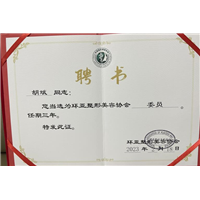 聘书
胡斌 同志：
您当选为环亚整形美容协会 委员，
任期三年。
特发此证。
环亚整形美容协会